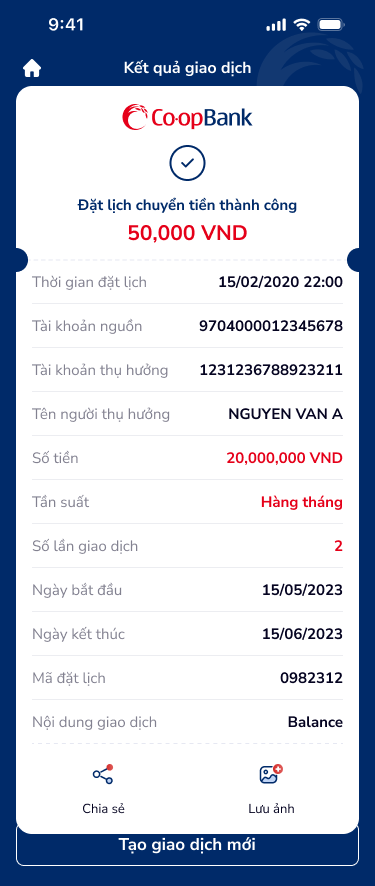 9:41
Kết quả giao dịch
Co-opBank
Đặt lịch chuyển tiền thành công
50,000 VND
Thời gian đặt lịch 15/02/2020 22:00
Tài khoản nguồn 9704000012345678
Tài khoản thụ hưởng 1231236788923211
Tên người thụ hưởng NGUYEN VAN A
Số tiền 20,000,000 VND
Tần suất Hàng tháng
Số lần giao dịch 2
Ngày bắt đầu 15/05/2023
Ngày kết thúc 15/06/2023
Mã đặt lịch 0982312
Nội dung giao dịch Balance
Chia sẻ Lưu ảnh
Tạo giao dịch mới